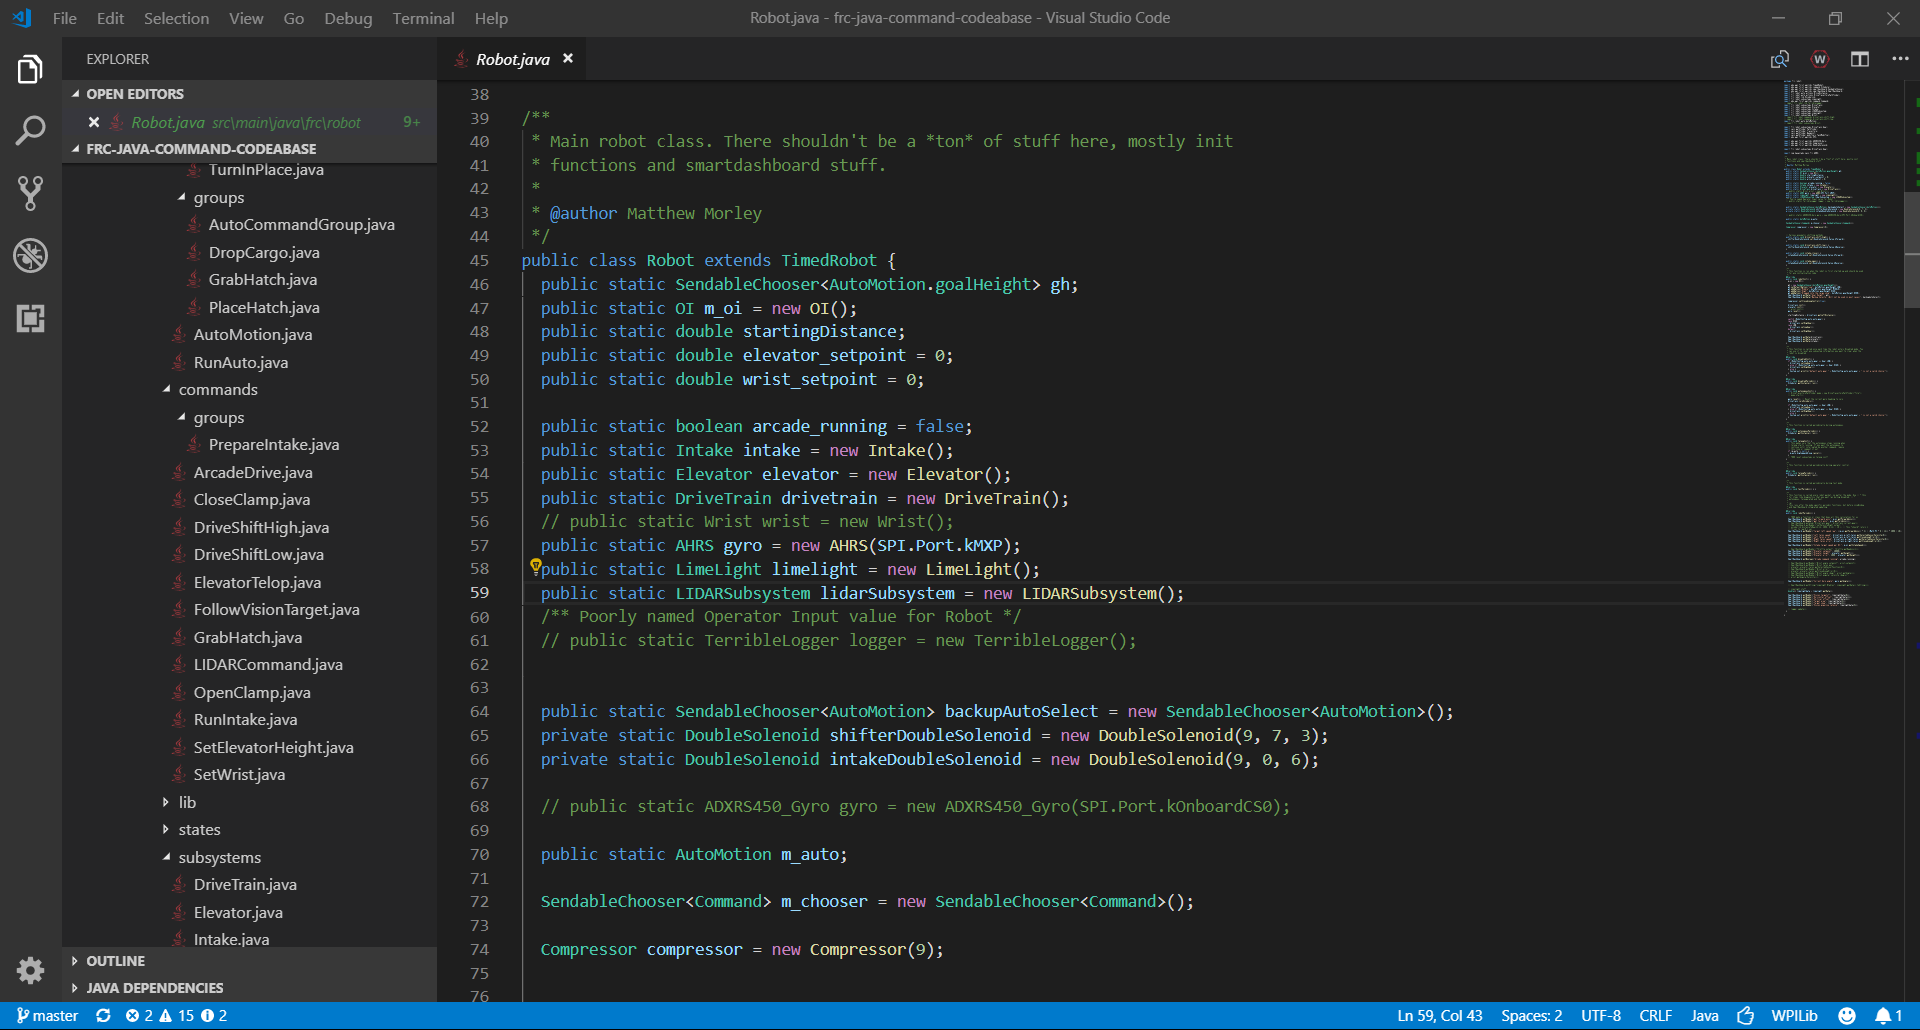 File Edit Selection View Go Debug Terminal Help
Robot.java - frc-java-command-codeabase - Visual Studio Code
EXPLORER
OPEN EDITORS
Robot.java src\main\java\frc\robot 9+
FRC-JAVA-COMMAND-CODEABASE
TurnInPlace.java
groups
AutoCommandGroup.java
DropCargo.java
GrabHatch.java
PlaceHatch.java
AutoMotion.java
RunAuto.java
commands
groups
PrepareIntake.java
ArcadeDrive.java
CloseClamp.java
DriveShiftHigh.java
DriveShiftLow.java
ElevatorTelop.java
FollowVisionTarget.java
GrabHatch.java
LIDARCommand.java
OpenClamp.java
RunIntake.java
SetElevatorHeight.java
SetWrist.java
lib
states
subsystems
DriveTrain.java
Elevator.java
Intake.java
OUTLINE
JAVA DEPENDENCIES
Robot.java
W
38
39 /**
40 * Main robot class. There shouldn't be a *ton* of stuff here, mostly init
41 * functions and smartdashboard stuff.
42 *
43 * @author Matthew Morley
44 */
45 public class Robot extends TimedRobot {
46 public static SendableChooser<AutoMotion.goalHeight> gh;
47 public static OI m_oi = new OI();
48 public static double startingDistance;
49 public static double elevator_setpoint = 0;
50 public static double wrist_setpoint = 0;
51
52 public static boolean arcade_running = false;
53 public static Intake intake = new Intake();
54 public static Elevator elevator = new Elevator();
55 public static DriveTrain drivetrain = new DriveTrain();
56 // public static Wrist wrist = new Wrist();
57 public static AHRS gyro = new AHRS(SPI.Port.kMXP);
58 public static LimeLight limelight = new LimeLight();
59 public static LIDARSubsystem lidarSubsystem = new LIDARSubsystem();
60 /** Poorly named Operator Input value for Robot */
61 // public static TerribleLogger logger = new TerribleLogger();
62
63
64 public static SendableChooser<AutoMotion> backupAutoSelect = new SendableChooser<AutoMotion>();
65 private static DoubleSolenoid shifterDoubleSolenoid = new DoubleSolenoid(9, 7, 3);
66 private static DoubleSolenoid intakeDoubleSolenoid = new DoubleSolenoid(9, 0, 6);
67
68 // public static ADXRS450_Gyro gyro = new ADXRS450_Gyro(SPI.Port.kOnboardCS0);
69
70 public static AutoMotion m_auto;
71
72 SendableChooser<Command> m_chooser = new SendableChooser<Command>();
73
74 Compressor compressor = new Compressor(9);
75
76
master 2 15 2
Ln 59, Col 43 Spaces: 2 UTF-8 CRLF Java WPILib 1